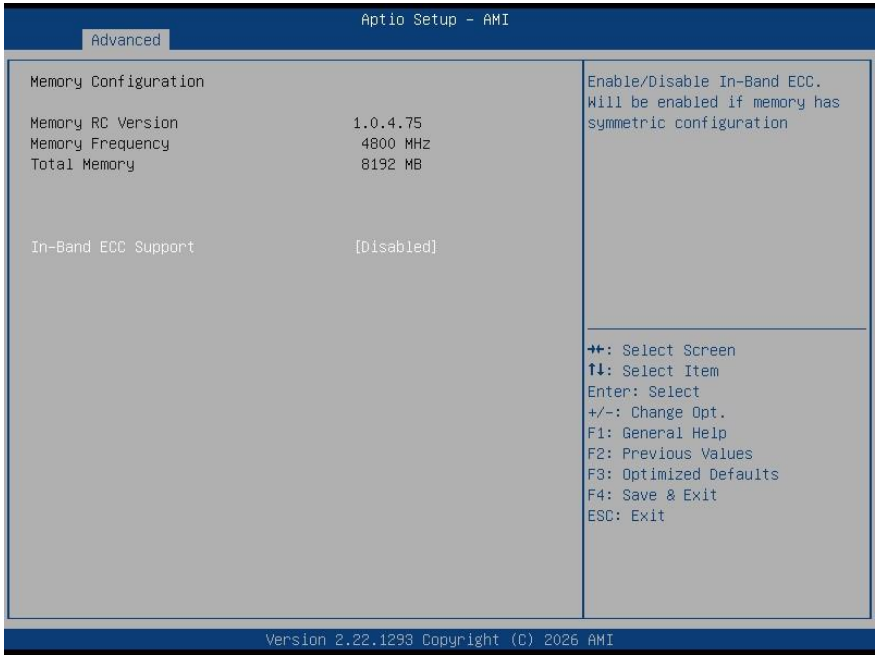 Aptio Setup – AMI
Advanced
Memory Configuration
Memory RC Version 1.0.4.75
Memory Frequency 4800 MHz
Total Memory 8192 MB
In-Band ECC Support [Disabled]
Enable/Disable In-Band ECC.
Will be enabled if memory has
symmetric configuration
→←: Select Screen
↑↓: Select Item
Enter: Select
+/-: Change Opt.
F1: General Help
F2: Previous Values
F3: Optimized Defaults
F4: Save & Exit
ESC: Exit
Version 2.22.1293 Copyright (C) 2026 AMI